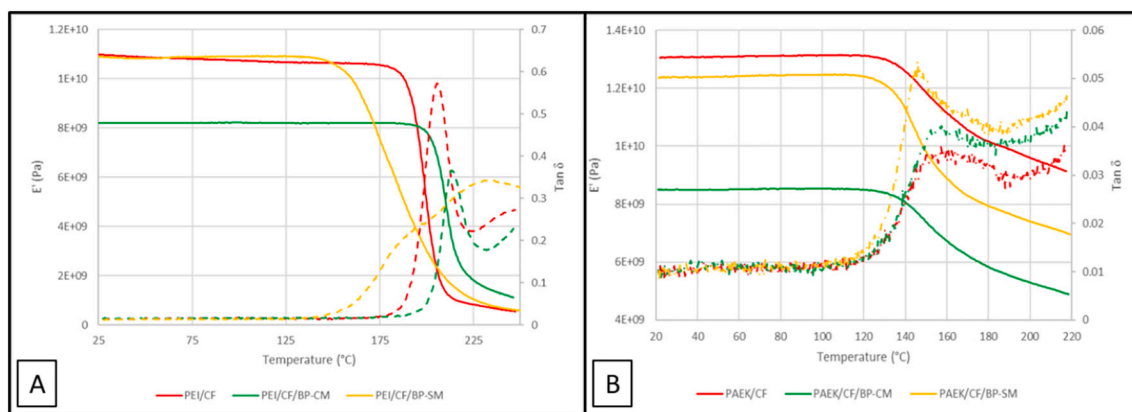 1.2E+10
1E+10
8E+09
6E+09
4E+09
2E+09
0
E' (Pa)
0.7
0.6
0.5
0.4
0.3
0.2
0.1
0
Tan δ
25 75 125 175 225
Temperature (°C)
A
PEI/CF PEI/CF/BP-CM PEI/CF/BP-SM
1.4E+10
1.2E+10
1E+10
8E+09
6E+09
4E+09
E' (Pa)
0.06
0.05
0.04
0.03
0.02
0.01
0
Tan δ
20 40 60 80 100 120 140 160 180 200 220
Temperature (°C)
B
PAEK/CF PAEK/CF/BP-CM PAEK/CF/BP-SM